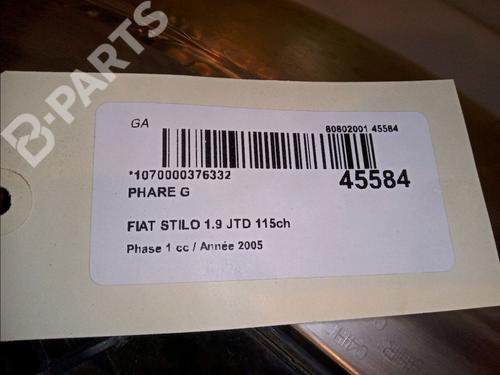 B-PARTS
GA
80802001 45584
*1070000376332
45584
PHARE G
FIAT STILO 1.9 JTD 115ch
Phase 1 cc / Année 2005